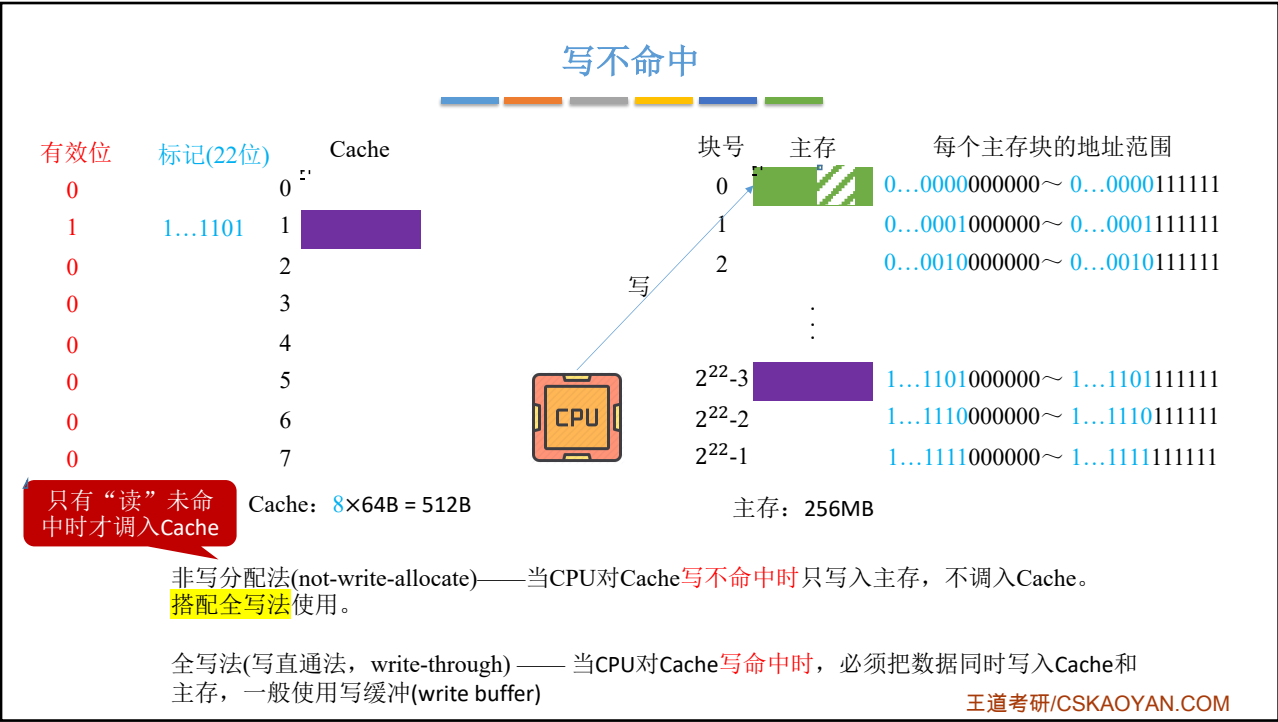 写不命中
有效位 标记(22位) Cache 块号 主存 每个主存块的地址范围
0 0 0 0…0000000000～ 0…0000111111
1 1…1101 1 1 0…0001000000～ 0…0001111111
0 2 2 0…0010000000～ 0…0010111111
写
0 3
0 4
0 5 2²²-3 1…1101000000～ 1…1101111111
CPU
0 6 2²²-2 1…1110000000～ 1…1110111111
0 7 2²²-1 1…1111000000～ 1…1111111111
只有“读”未命
中时才调入Cache
Cache：8×64B = 512B 主存：256MB
非写分配法(not-write-allocate)——当CPU对Cache写不命中时只写入主存，不调入Cache。
搭配全写法使用。
全写法(写直通法，write-through) —— 当CPU对Cache写命中时，必须把数据同时写入Cache和
主存，一般使用写缓冲(write buffer)
王道考研/CSKAOYAN.COM